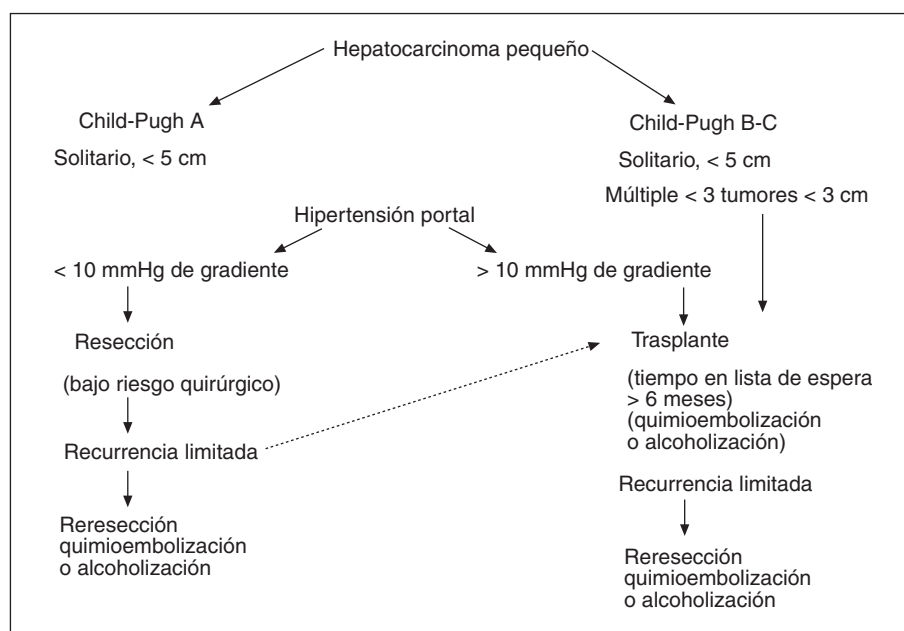 Hepatocarcinoma pequeño
Child-Pugh A
Solitario, < 5 cm
Child-Pugh B-C
Solitario, < 5 cm
Múltiple < 3 tumores < 3 cm
Hipertensión portal
< 10 mmHg de gradiente
> 10 mmHg de gradiente
Resección
(bajo riesgo quirúrgico)
Recurrencia limitada
Reresección
quimioembolización
o alcoholización
Trasplante
(tiempo en lista de espera
> 6 meses)
(quimioembolización
o alcoholización)
Recurrencia limitada
Reresección
quimioembolización
o alcoholización